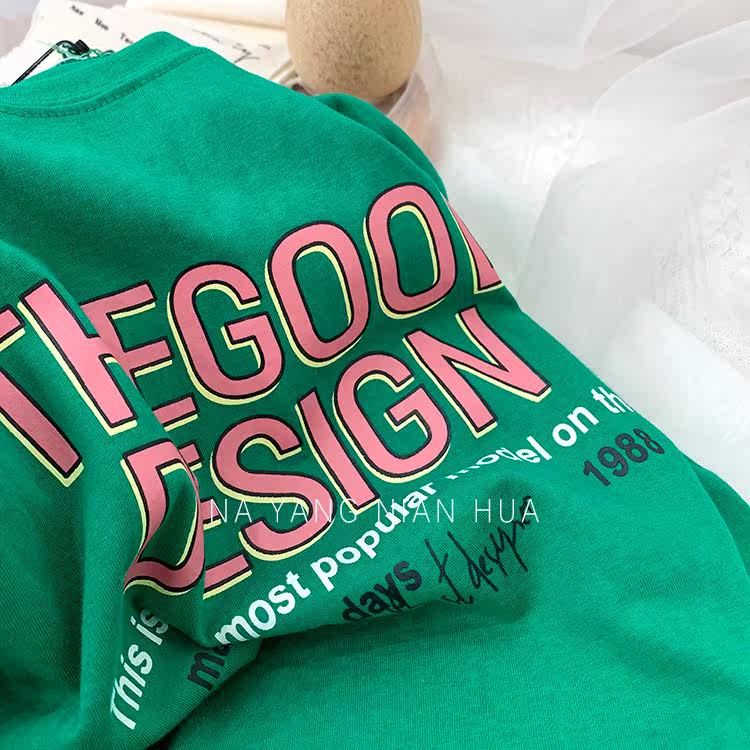 THEGOOD
DESIGN
This is most popular model on th
1988
days
NA YANG NIAN HUA